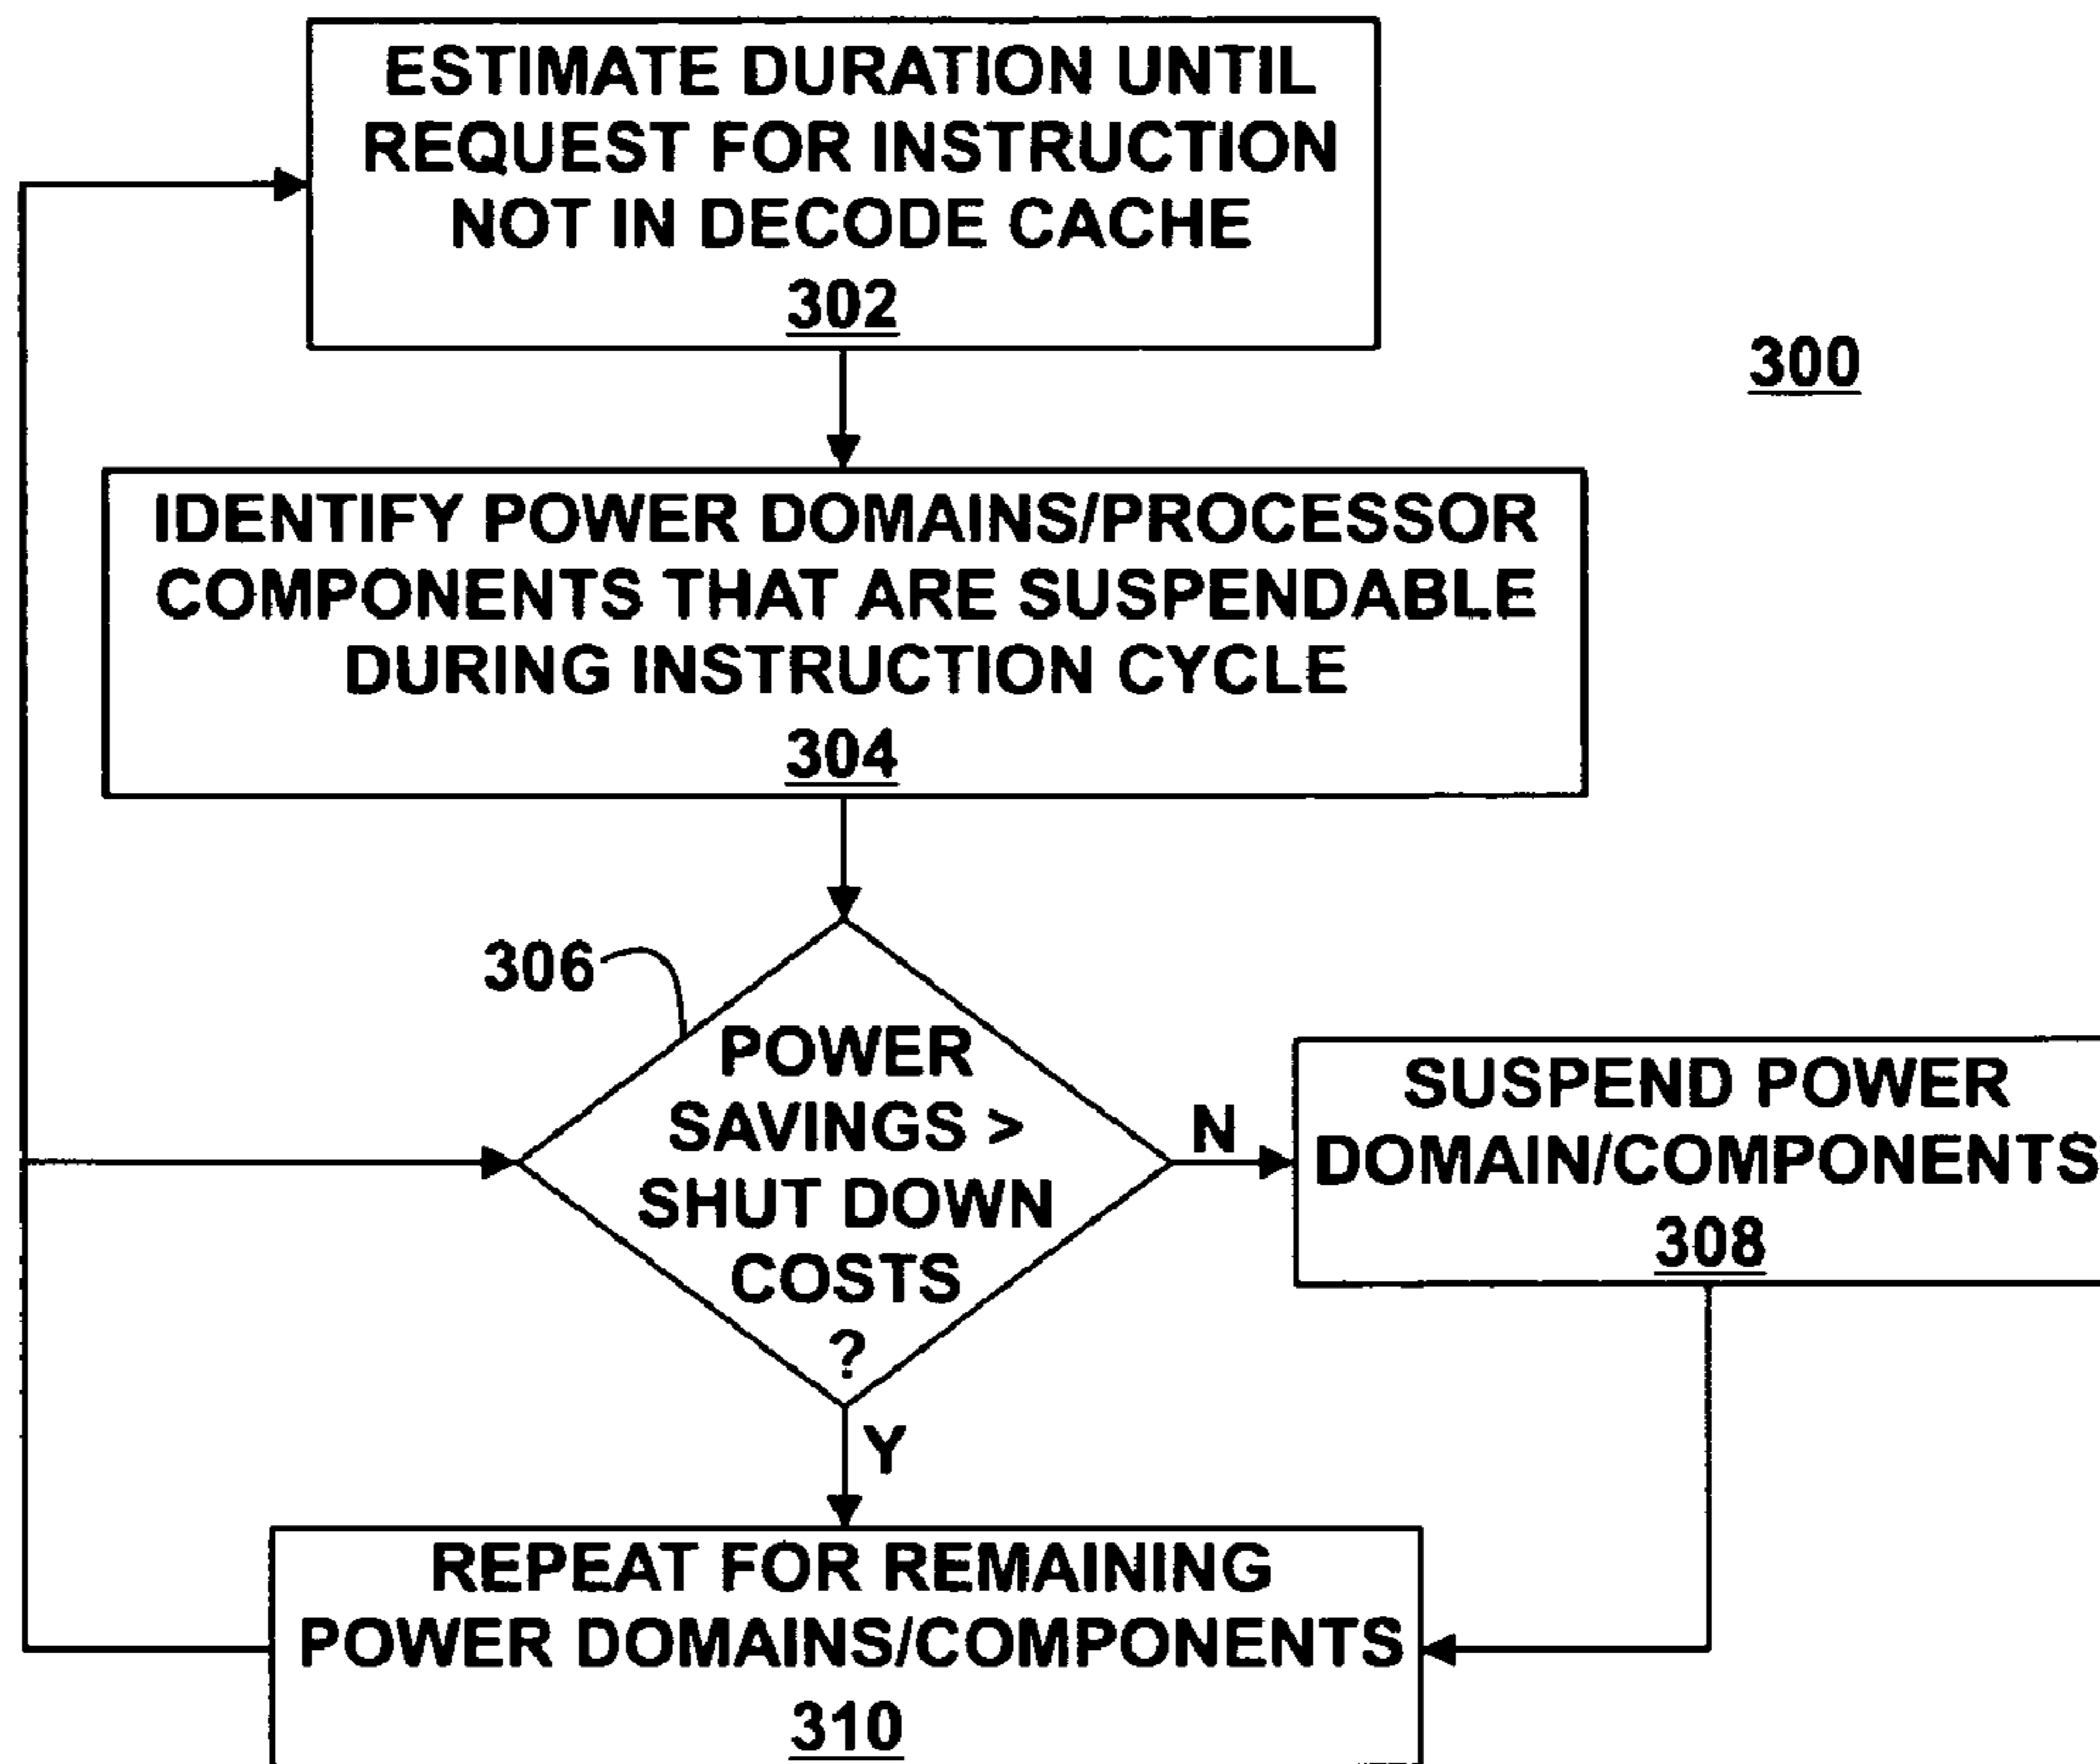 ESTIMATE DURATION UNTIL
REQUEST FOR INSTRUCTION
NOT IN DECODE CACHE
302
300
IDENTIFY POWER DOMAINS/PROCESSOR
COMPONENTS THAT ARE SUSPENDABLE
DURING INSTRUCTION CYCLE
304
306
POWER
SAVINGS >
SHUT DOWN
COSTS
?
N
SUSPEND POWER
DOMAIN/COMPONENTS
308
Y
REPEAT FOR REMAINING
POWER DOMAINS/COMPONENTS
310